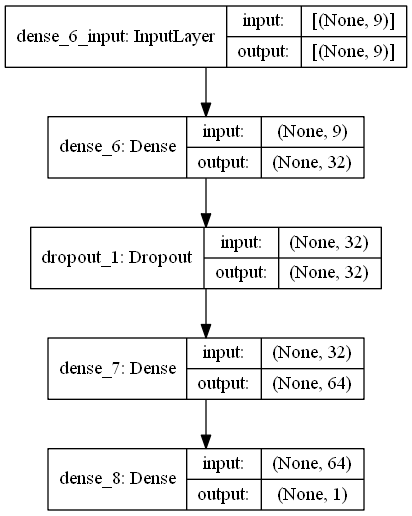 dense_6_input: InputLayer
input: [(None, 9)]
output: [(None, 9)]
dense_6: Dense
input: (None, 9)
output: (None, 32)
dropout_1: Dropout
input: (None, 32)
output: (None, 32)
dense_7: Dense
input: (None, 32)
output: (None, 64)
dense_8: Dense
input: (None, 64)
output: (None, 1)